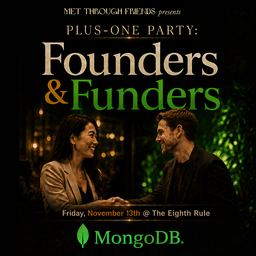 MET THROUGH FRIENDS presents
PLUS-ONE PARTY:
Founders
& Funders
Friday, November 13th @ The Eighth Rule
MongoDB.